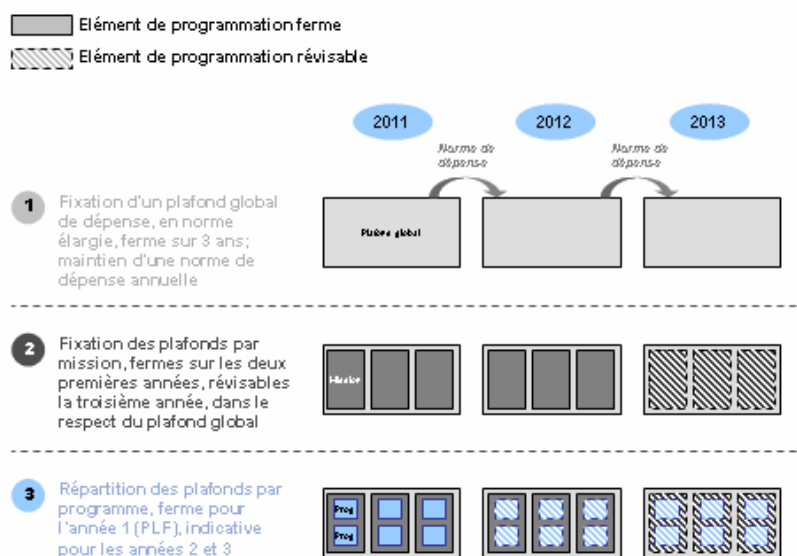 Elément de programmation ferme
Elément de programmation révisable
2011
2012
2013
Norme de
dépense
Norme de
dépense
1
Fixation d'un plafond global
de dépense, en norme
élargie, ferme sur 3 ans;
maintien d'une norme de
dépense annuelle
Plafond global
2
Fixation des plafonds par
mission, fermes sur les deux
premières années, révisables
la troisième année, dans le
respect du plafond global
Mission
3
Répartition des plafonds par
programme, ferme pour
l'année 1 (PLF), indicative
pour les années 2 et 3
Prog
Prog